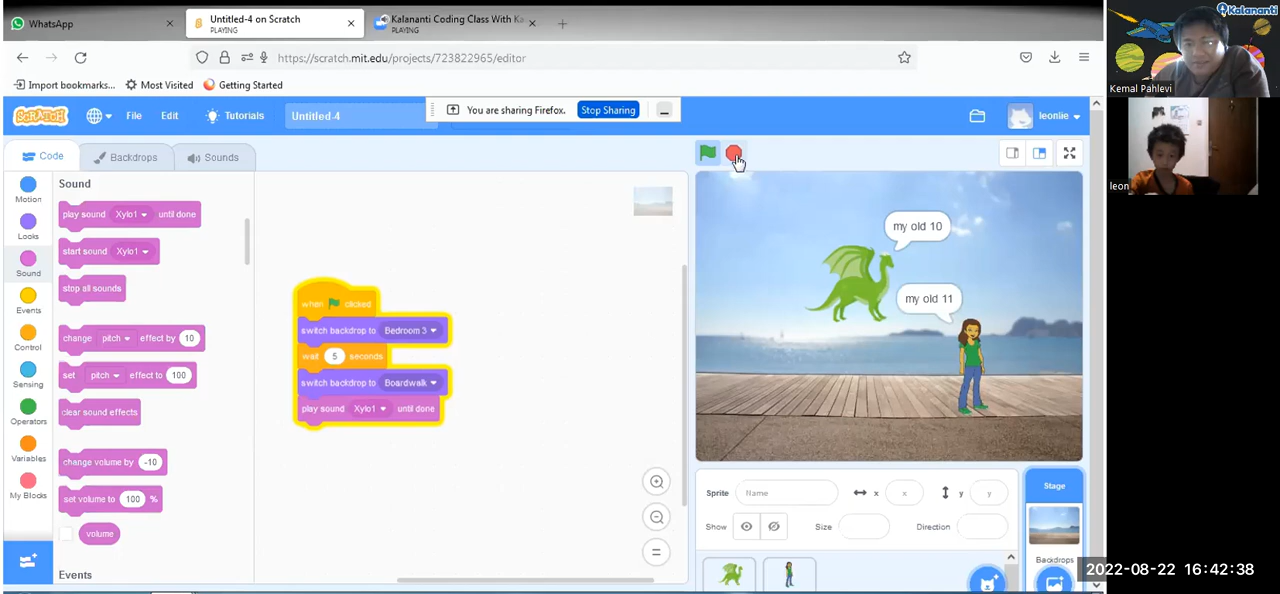 WhatsApp
Untitled-4 on Scratch
PLAYING
Kalananti Coding Class With Ka
PLAYING
Kalananti
https://scratch.mit.edu/projects/723822965/editor
Import bookmarks...
Most Visited
Getting Started
Kemal Pahlevi
SCRATCH
File
Edit
Tutorials
Untitled-4
You are sharing Firefox.
Stop Sharing
leoniie
Code
Backdrops
Sounds
leon
Motion
Looks
Sound
Events
Control
Sensing
Operators
Variables
My Blocks
Sound
play sound Xylo1 until done
start sound Xylo1
stop all sounds
change pitch effect by 10
set pitch effect to 100
clear sound effects
change volume by -10
set volume to 100 %
volume
Events
when clicked
switch backdrop to Bedroom 3
wait 5 seconds
switch backdrop to Boardwalk
play sound Xylo1 until done
my old 10
my old 11
Sprite
Name
x
x
y
y
Show
Size
Direction
Stage
Backdrops
2022-08-22 16:42:38